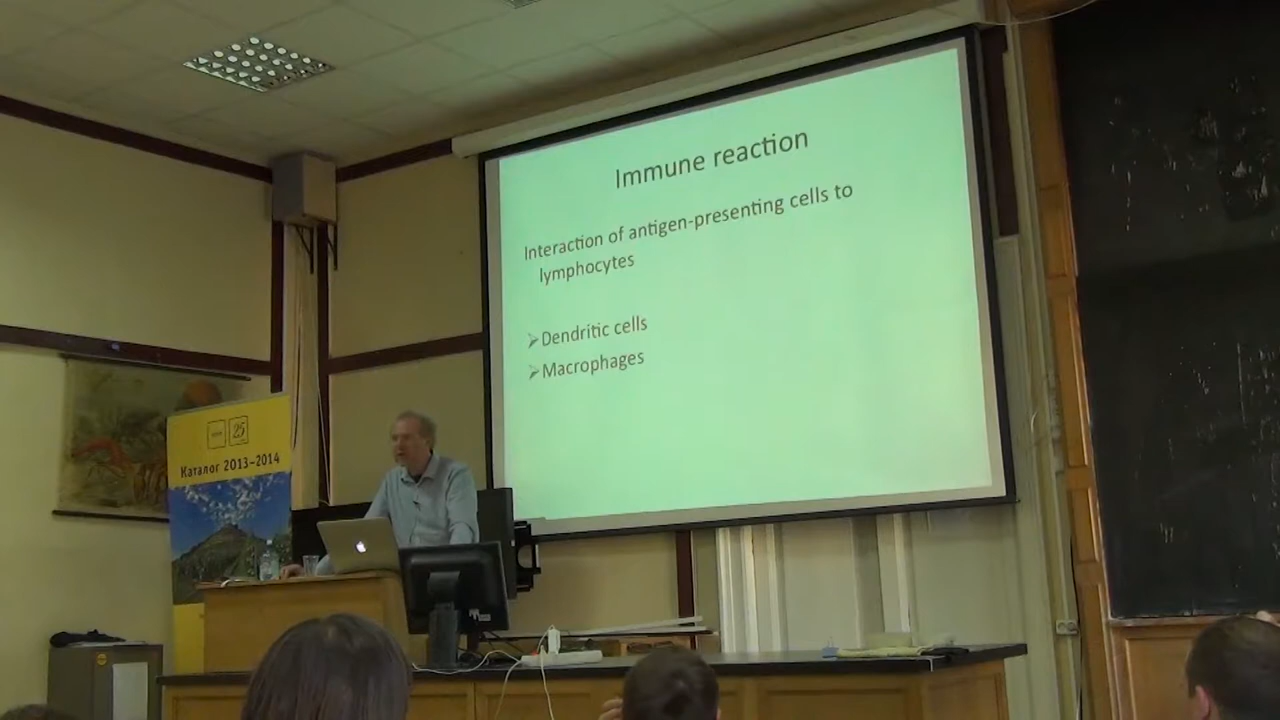 Immune reaction
Interaction of antigen-presenting cells to
lymphocytes
➢Dendritic cells
➢Macrophages
25
Каталог 2013–2014